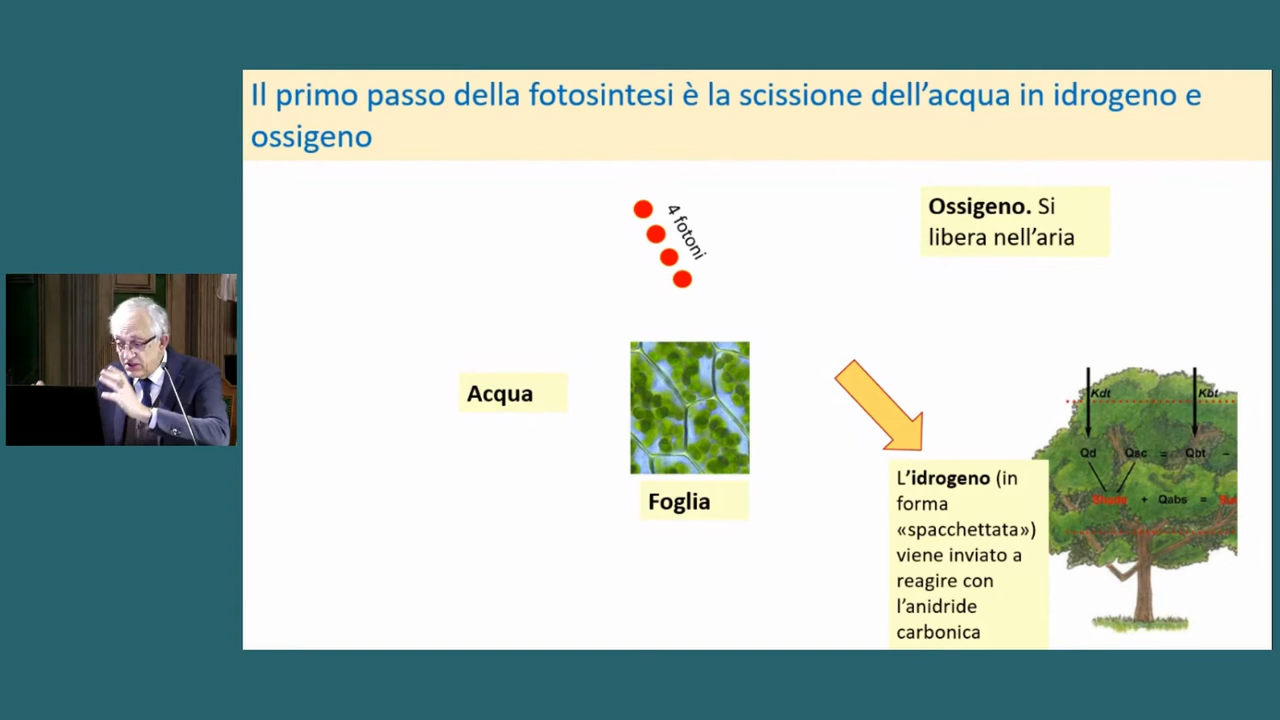 Il primo passo della fotosintesi è la scissione dell’acqua in idrogeno e
ossigeno
4 fotoni
Ossigeno. Si
libera nell’aria
Acqua
Foglia
L’idrogeno (in
forma
«spacchettata»)
viene inviato a
reagire con
l’anidride
carbonica
Kdt
Kbt
Qd Qsc = Qbt -
+ Qabs =